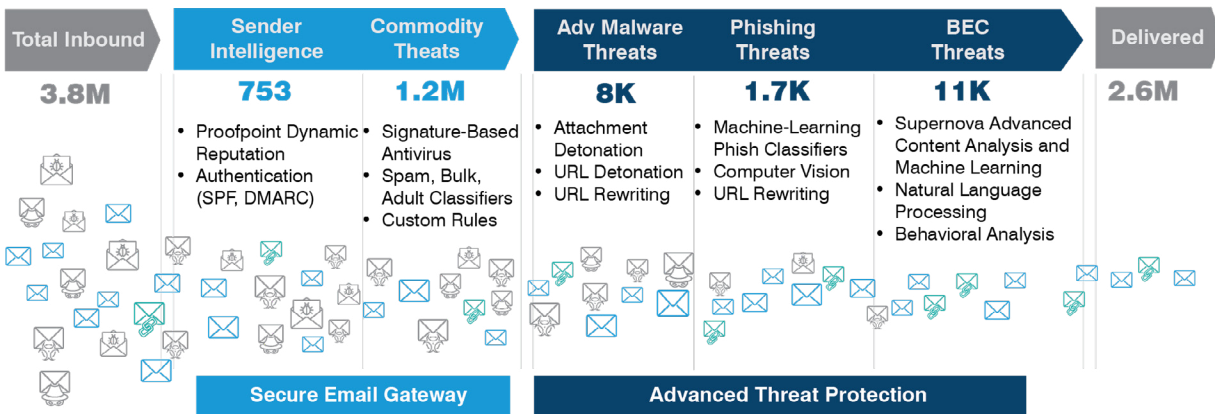 Total Inbound
3.8M
Sender
Intelligence
753
• Proofpoint Dynamic
Reputation
• Authentication
(SPF, DMARC)
Commodity
Theats
1.2M
• Signature-Based
Antivirus
• Spam, Bulk,
Adult Classifiers
• Custom Rules
Adv Malware
Threats
8K
• Attachment
Detonation
• URL Detonation
• URL Rewriting
Phishing
Threats
1.7K
• Machine-Learning
Phish Classifiers
• Computer Vision
• URL Rewriting
BEC
Threats
11K
• Supernova Advanced
Content Analysis and
Machine Learning
• Natural Language
Processing
• Behavioral Analysis
Delivered
2.6M
Secure Email Gateway
Advanced Threat Protection